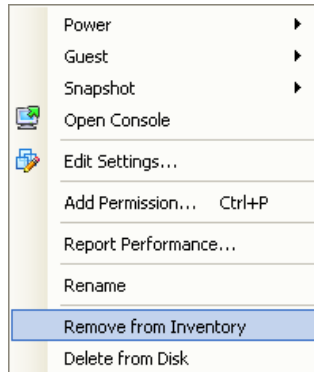 Power
Guest
Snapshot
Open Console
Edit Settings...
Add Permission... Ctrl+P
Report Performance...
Rename
Remove from Inventory
Delete from Disk